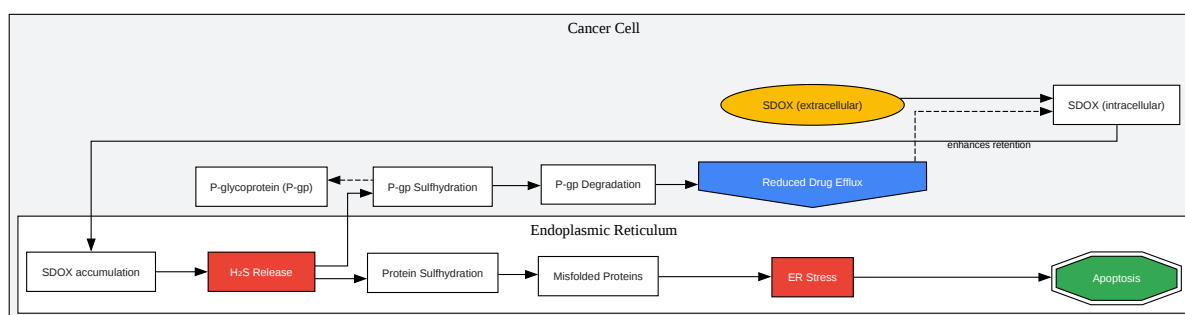 Cancer Cell
SDOX (extracellular)
SDOX (intracellular)
enhances retention
P-glycoprotein (P-gp)
P-gp Sulfhydration
P-gp Degradation
Reduced Drug Efflux
Endoplasmic Reticulum
SDOX accumulation
H₂S Release
Protein Sulfhydration
Misfolded Proteins
ER Stress
Apoptosis